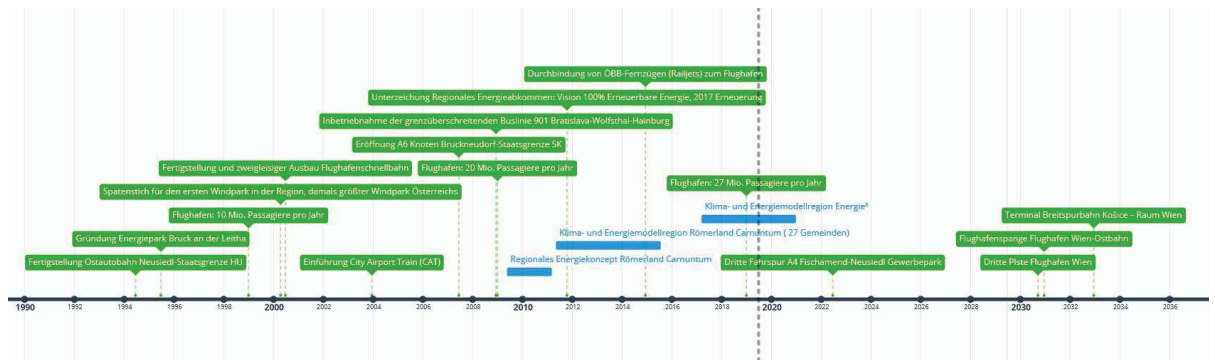 Durchbindung von ÖBB-Fernzügen (Railjets) zum Flughafen
Unterzeichung Regionales Energieabkommen: Vision 100% Erneuerbare Energie, 2017 Erneuerung
Inbetriebnahme der grenzüberschreitenden Buslinie 901 Bratislava-Wolfsthal-Hainburg
Eröffnung A6 Knoten Bruckneudorf-Staatsgrenze SK
Fertigstellung und zweigleisiger Ausbau Flughafenschnellbahn
Flughafen: 20 Mio. Passagiere pro Jahr
Spatenstich für den ersten Windpark in der Region, damals größter Windpark Österreichs
Flughafen: 27 Mio. Passagiere pro Jahr
Flughafen: 10 Mio. Passagiere pro Jahr
Klima- und Energiemodellregion Energie³
Terminal Breitspurbahn Košice – Raum Wien
Gründung Energiepark Bruck an der Leitha
Klima- und Energiemodellregion Römerland Carnuntum ( 27 Gemeinden)
Flughafenspange Flughafen Wien-Ostbahn
Fertigstellung Ostautobahn Neusiedl-Staatsgrenze HU
Einführung City Airport Train (CAT)
Regionales Energiekonzept Römerland Carnuntum
Dritte Fahrspur A4 Fischamend-Neusiedl Gewerbepark
Dritte Piste Flughafen Wien
1990 1992 1994 1996 1998 2000 2002 2004 2006 2008 2010 2012 2014 2016 2018 2020 2022 2024 2026 2028 2030 2032 2034 2036